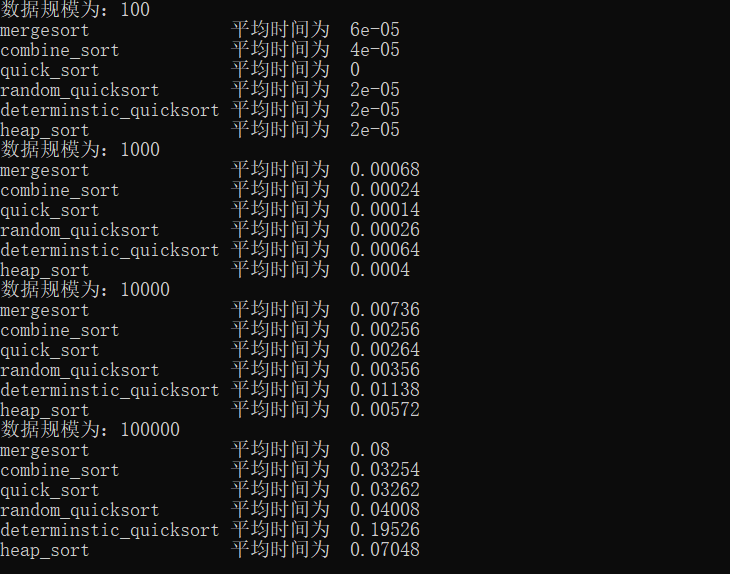 数据规模为：100
mergesort 平均时间为 6e-05
combine_sort 平均时间为 4e-05
quick_sort 平均时间为 0
random_quicksort 平均时间为 2e-05
determinstic_quicksort 平均时间为 2e-05
heap_sort 平均时间为 2e-05
数据规模为：1000
mergesort 平均时间为 0.00068
combine_sort 平均时间为 0.00024
quick_sort 平均时间为 0.00014
random_quicksort 平均时间为 0.00026
determinstic_quicksort 平均时间为 0.00064
heap_sort 平均时间为 0.0004
数据规模为：10000
mergesort 平均时间为 0.00736
combine_sort 平均时间为 0.00256
quick_sort 平均时间为 0.00264
random_quicksort 平均时间为 0.00356
determinstic_quicksort 平均时间为 0.01138
heap_sort 平均时间为 0.00572
数据规模为：100000
mergesort 平均时间为 0.08
combine_sort 平均时间为 0.03254
quick_sort 平均时间为 0.03262
random_quicksort 平均时间为 0.04008
determinstic_quicksort 平均时间为 0.19526
heap_sort 平均时间为 0.07048